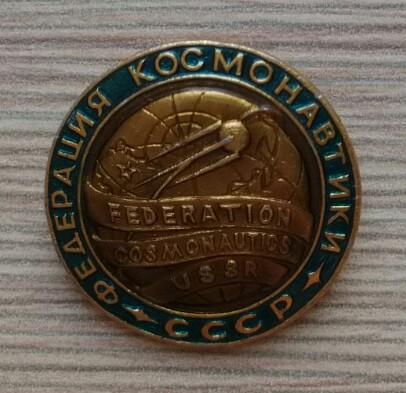 ФЕДЕРАЦИЯ КОСМОНАВТИКИ
СССР
FEDERATION
COSMONAUTICS
USSR